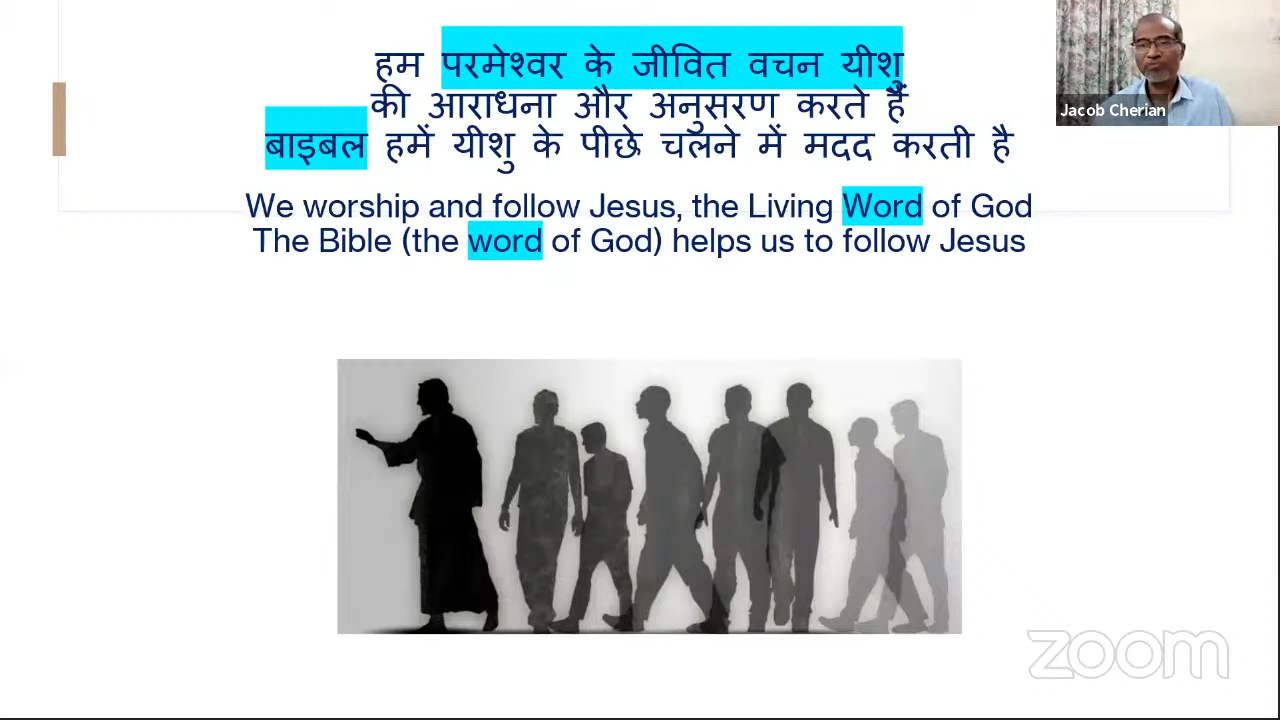 हम परमेश्वर के जीवित वचन यीशु
की आराधना और अनुसरण करते हैं
बाइबल हमें यीशु के पीछे चलने में मदद करती है
We worship and follow Jesus, the Living Word of God
The Bible (the word of God) helps us to follow Jesus
Jacob Cherian
zoom